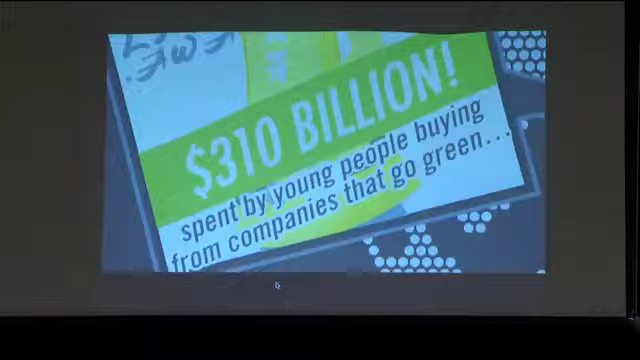 $310 BILLION!
spent by young people buying
from companies that go green...